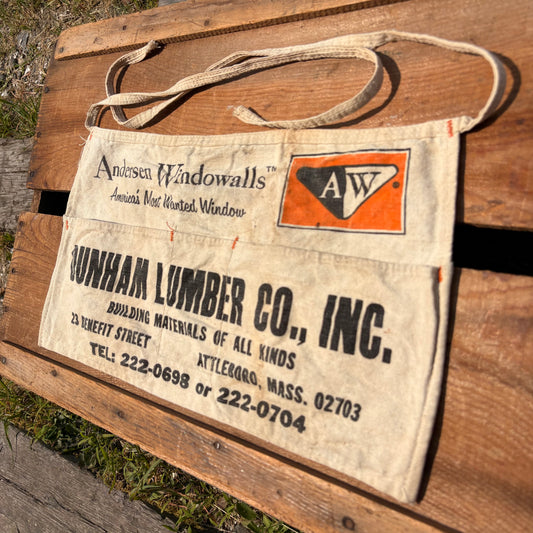 Andersen Windowalls™
America's Most Wanted Window
AW®
DUNHAM LUMBER CO., INC.
BUILDING MATERIALS OF ALL KINDS
23 BENEFIT STREET ATTLEBORO, MASS. 02703
TEL: 222-0698 or 222-0704